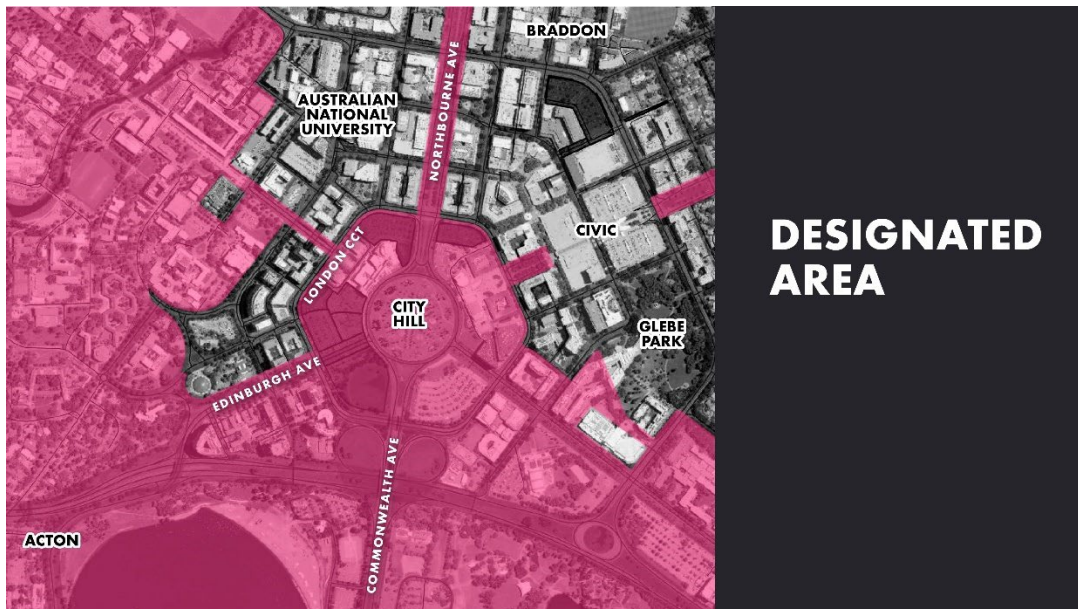 BRADDON
NORTHBOURNE AVE
AUSTRALIAN
NATIONAL
UNIVERSITY
CIVIC
DESIGNATED
AREA
LONDON CCT
CITY
HILL
GLEBE
PARK
EDINBURGH AVE
COMMONWEALTH AVE
ACTON